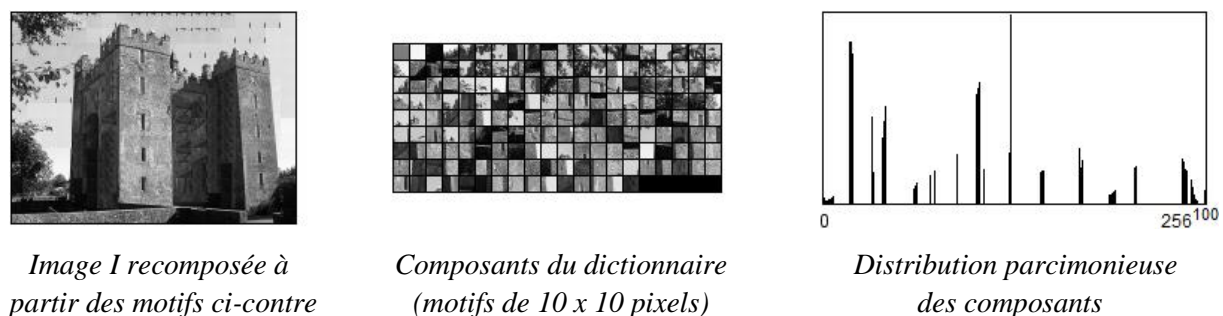 0
256
100
Image I recomposée à
partir des motifs ci-contre
Composants du dictionnaire
(motifs de 10 x 10 pixels)
Distribution parcimonieuse
des composants